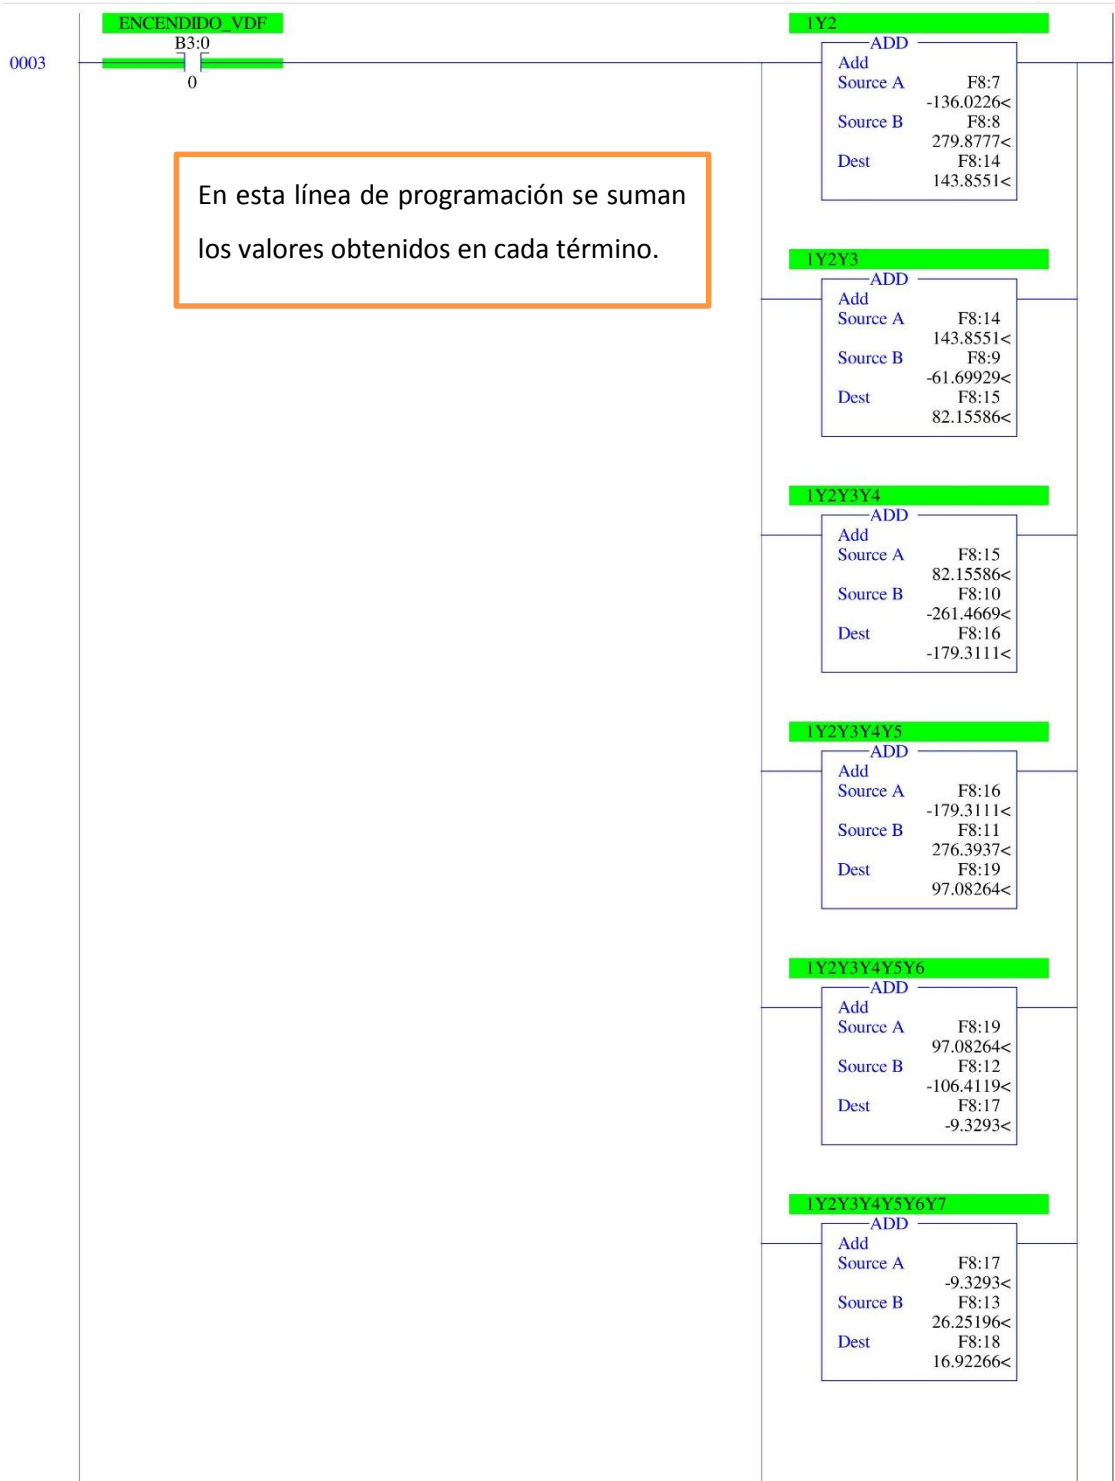 ENCENDIDO_VDF
B3:0
0003
0
En esta línea de programación se suman
los valores obtenidos en cada término.
1Y2
ADD
Add
Source A F8:7
-136.0226<
Source B F8:8
279.8777<
Dest F8:14
143.8551<
1Y2Y3
ADD
Add
Source A F8:14
143.8551<
Source B F8:9
-61.69929<
Dest F8:15
82.15586<
1Y2Y3Y4
ADD
Add
Source A F8:15
82.15586<
Source B F8:10
-261.4669<
Dest F8:16
-179.3111<
1Y2Y3Y4Y5
ADD
Add
Source A F8:16
-179.3111<
Source B F8:11
276.3937<
Dest F8:19
97.08264<
1Y2Y3Y4Y5Y6
ADD
Add
Source A F8:19
97.08264<
Source B F8:12
-106.4119<
Dest F8:17
-9.3293<
1Y2Y3Y4Y5Y6Y7
ADD
Add
Source A F8:17
-9.3293<
Source B F8:13
26.25196<
Dest F8:18
16.92266<